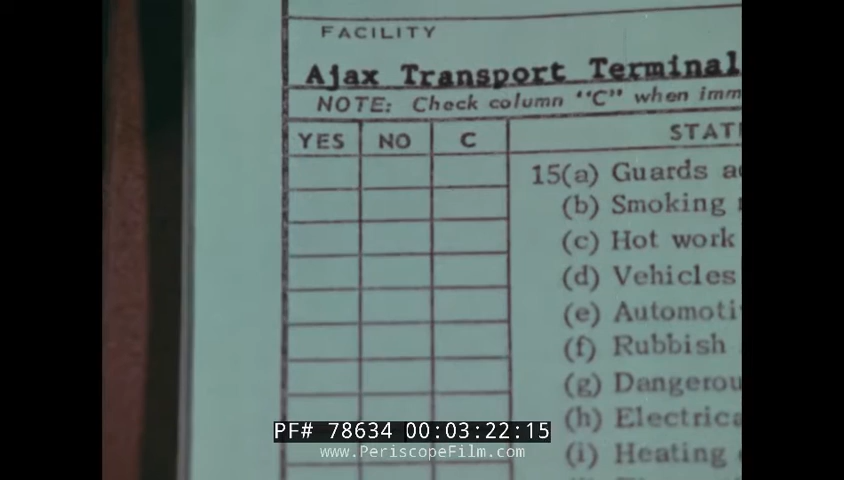 FACILITY
Ajax Transport Terminal
NOTE: Check column "C" when imm
YES NO C STAT
15(a) Guards
(b) Smoking
(c) Hot work
(d) Vehicles
(e) Automoti
(f) Rubbish
(g) Dangerou
(h) Electrica
(i) Heating
PF# 78634 00:03:22:15
www.PeriscopeFilm.com